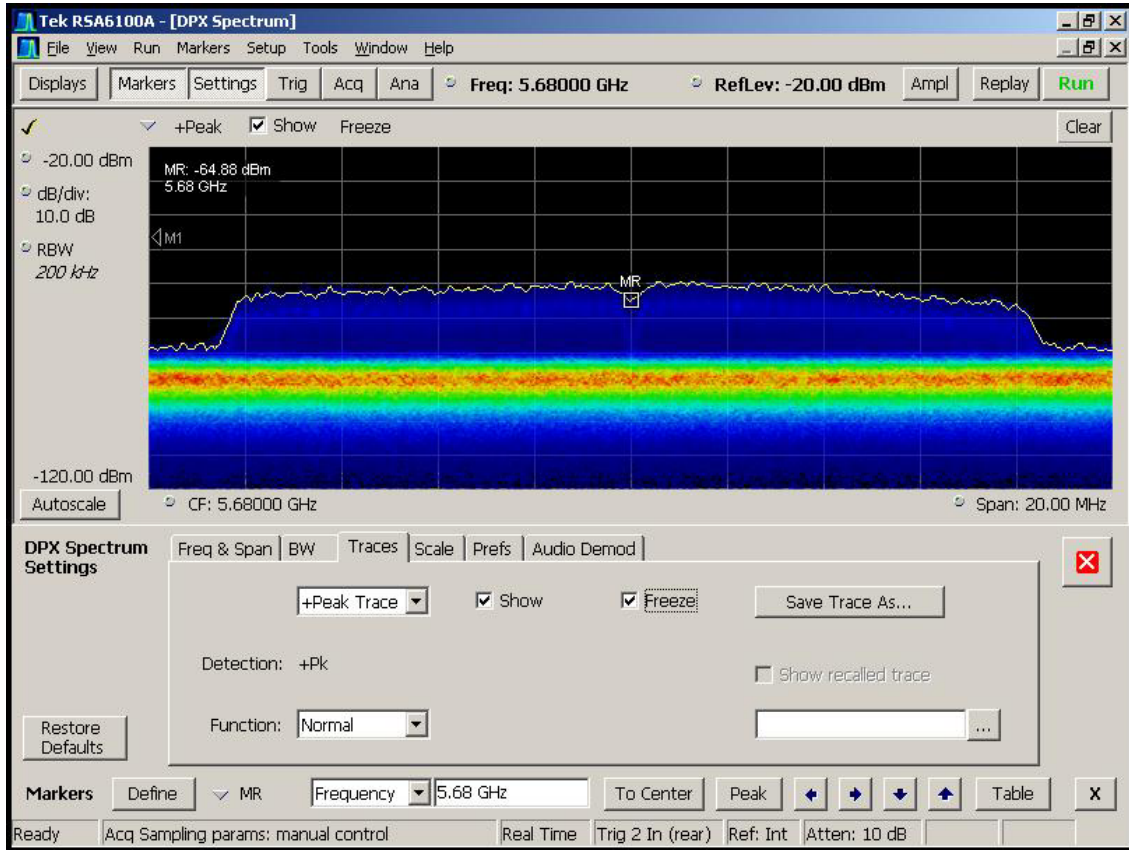 Tek RSA6100A - [DPX Spectrum]
File View Run Markers Setup Tools Window Help
Displays Markers Settings Trig Acq Ana Freq: 5.68000 GHz RefLev: -20.00 dBm Ampl Replay Run
+Peak Show Freeze Clear
-20.00 dBm
dB/div:
10.0 dB
RBW
200 kHz
-120.00 dBm
Autoscale
MR: -64.88 dBm
5.68 GHz
M1
MR
CF: 5.68000 GHz Span: 20.00 MHz
DPX Spectrum
Settings
Freq & Span BW Traces Scale Prefs Audio Demod
+Peak Trace Show Freeze Save Trace As...
Detection: +Pk
Show recalled trace
Function: Normal ...
Restore
Defaults
Markers Define MR Frequency 5.68 GHz To Center Peak Table X
Ready Acq Sampling params: manual control Real Time Trig 2 In (rear) Ref: Int Atten: 10 dB